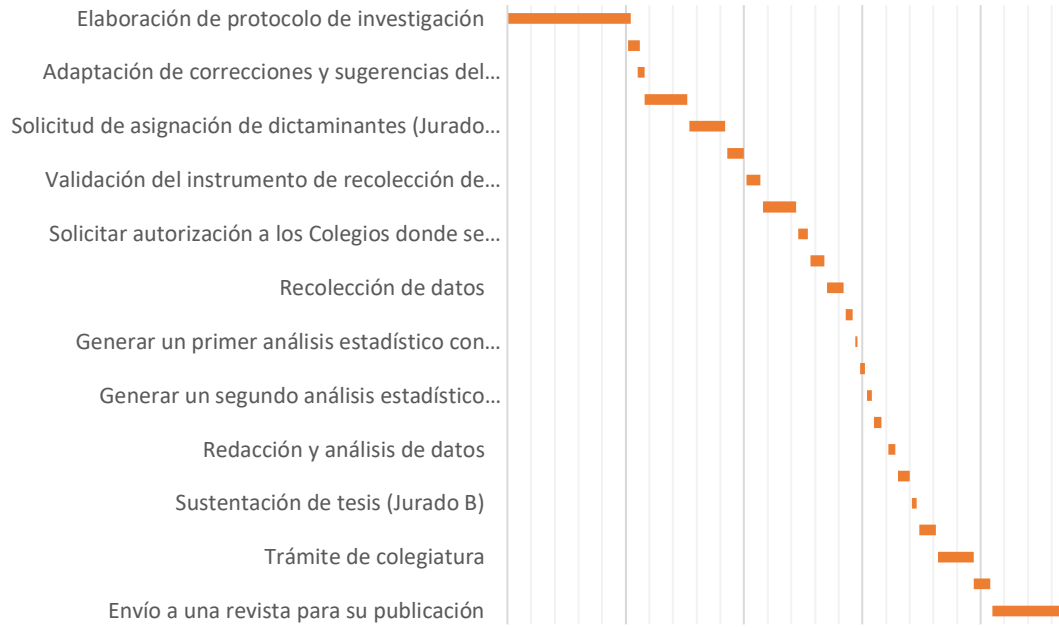 Elaboración de protocolo de investigación
Adaptación de correcciones y sugerencias del...
Solicitud de asignación de dictaminantes (Jurado...
Validación del instrumento de recolección de...
Solicitar autorización a los Colegios donde se...
Recolección de datos
Generar un primer análisis estadístico con...
Generar un segundo análisis estadístico...
Redacción y análisis de datos
Sustentación de tesis (Jurado B)
Trámite de colegiatura
Envío a una revista para su publicación